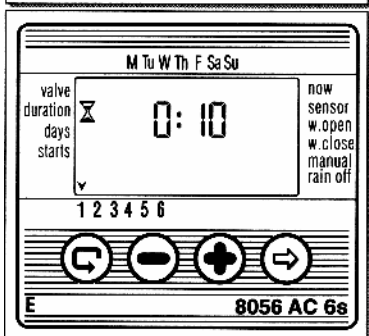 M Tu W Th F Sa Su
valve
duration
days
starts
0:10
now
sensor
w.open
w.close
manual
rain off
1 2 3 4 5 6
E
8056 AC 6s